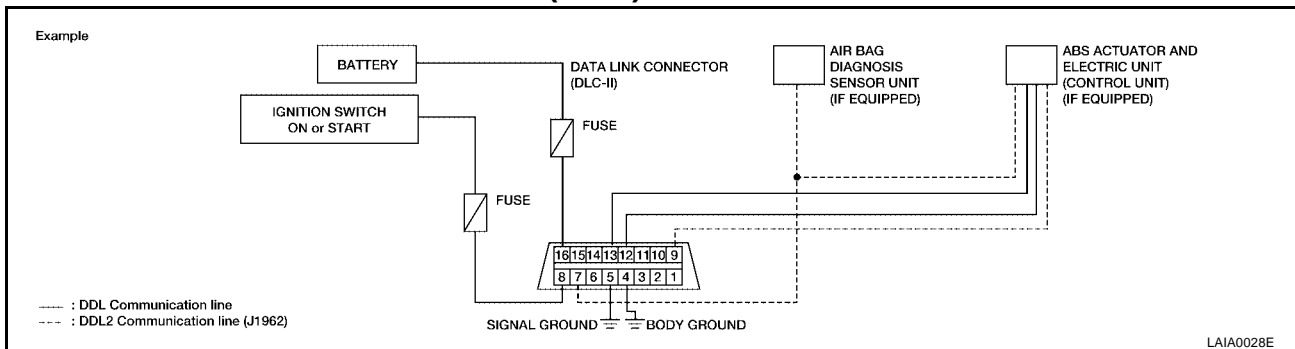 Example
BATTERY
IGNITION SWITCH
ON or START
DATA LINK CONNECTOR
(DLC-II)
FUSE
FUSE
AIR BAG
DIAGNOSIS
SENSOR UNIT
(IF EQUIPPED)
ABS ACTUATOR AND
ELECTRIC UNIT
(CONTROL UNIT)
(IF EQUIPPED)
16 15 14 13 12 11 10 9
8 7 6 5 4 3 2 1
: DDL Communication line
: DDL2 Communication line (J1962)
SIGNAL GROUND
BODY GROUND
LAIA0028E